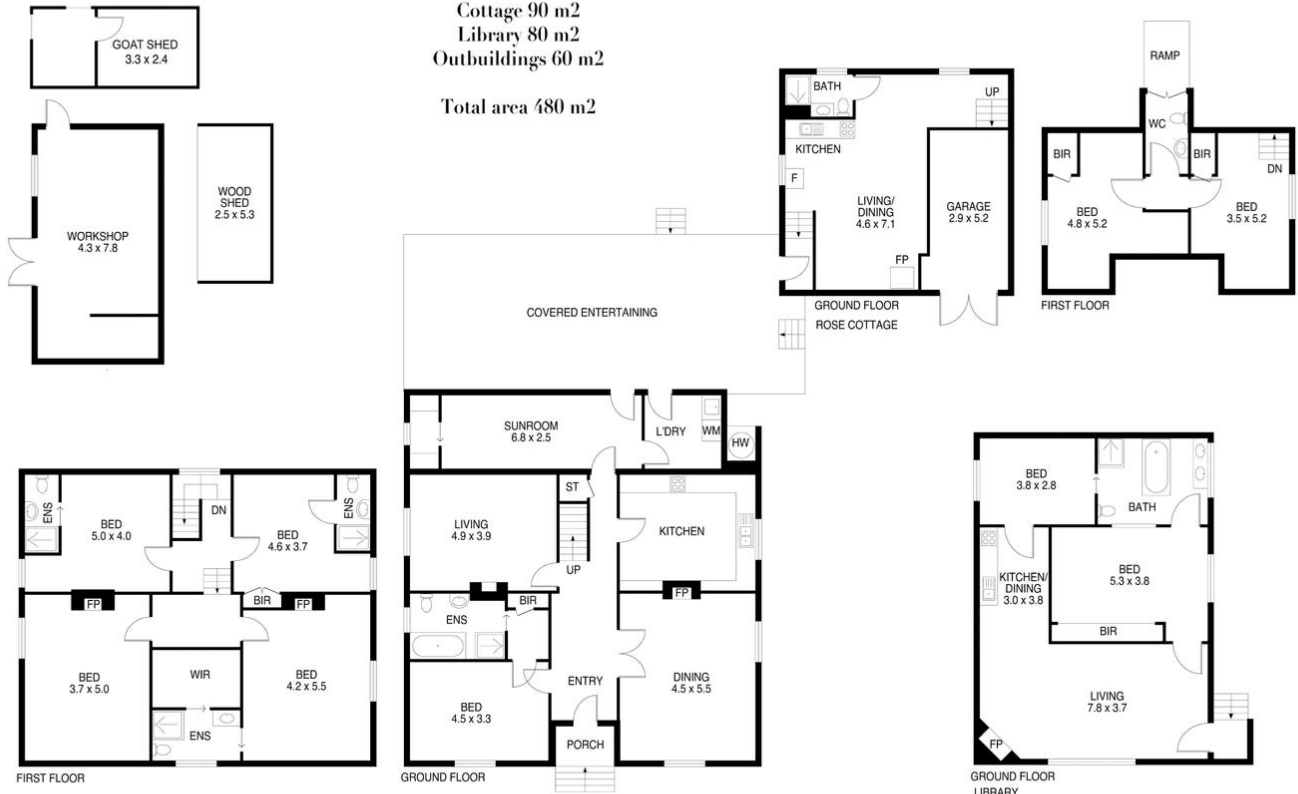 Cottage 90 m2
Library 80 m2
Outbuildings 60 m2
Total area 480 m2
GOAT SHED
3.3 x 2.4
WORKSHOP
4.3 x 7.8
WOOD
SHED
2.5 x 5.3
BATH
UP
KITCHEN
F
LIVING/
DINING
4.6 x 7.1
GARAGE
2.9 x 5.2
FP
GROUND FLOOR
ROSE COTTAGE
RAMP
WC
BIR
BIR
DN
BED
4.8 x 5.2
BED
3.5 x 5.2
FIRST FLOOR
COVERED ENTERTAINING
SUNROOM
6.8 x 2.5
L'DRY
WM
HW
ST
LIVING
4.9 x 3.9
KITCHEN
UP
FP
BIR
ENS
DINING
4.5 x 5.5
ENTRY
BED
4.5 x 3.3
PORCH
GROUND FLOOR
ENS
BED
5.0 x 4.0
DN
BED
4.6 x 3.7
ENS
FP
BIR
FP
BED
3.7 x 5.0
WIR
BED
4.2 x 5.5
ENS
FIRST FLOOR
BED
3.8 x 2.8
BATH
KITCHEN/
DINING
3.0 x 3.8
BED
5.3 x 3.8
BIR
LIVING
7.8 x 3.7
FP
GROUND FLOOR
LIBRARY